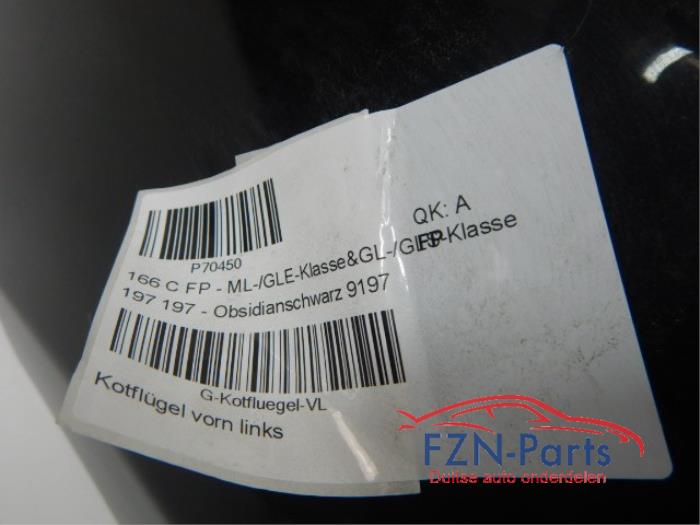 QK: A
P70450
166 C FP - ML-/GLE-Klasse&GL-/GLS-Klasse
FP
197 197 - Obsidianschwarz 9197
G-Kotfluegel-VL
Kotflügel vorn links
FZN-Parts
Duitse auto onderdelen